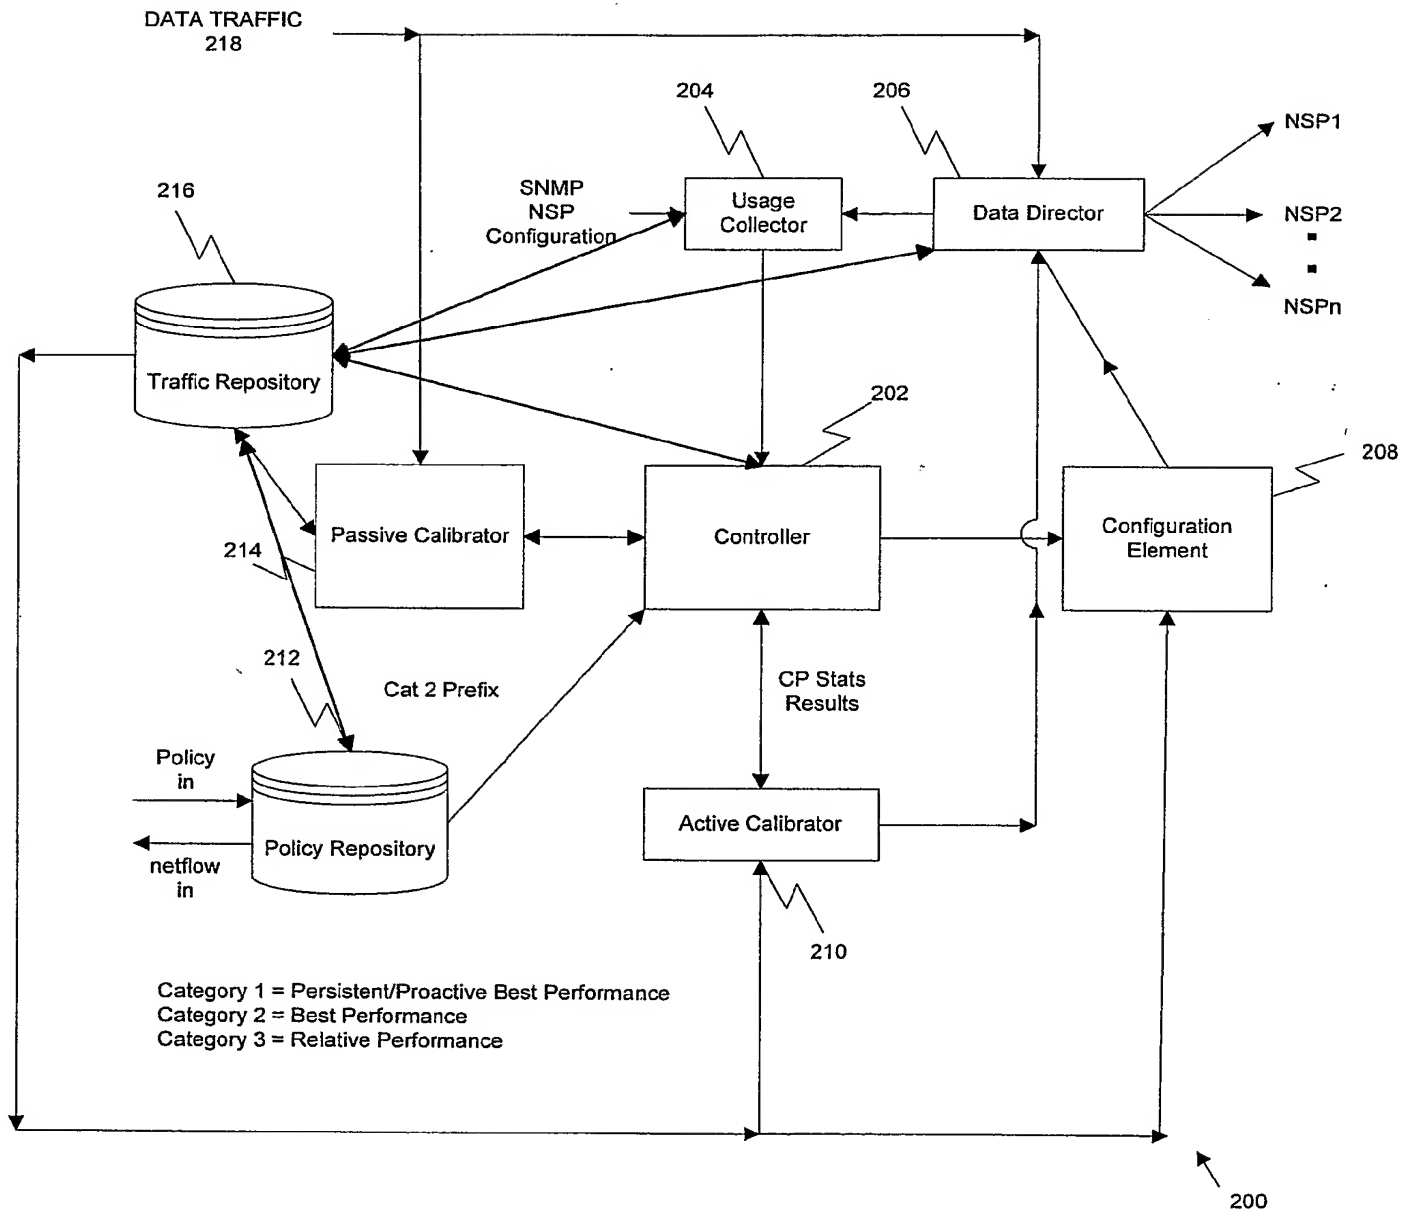 DATA TRAFFIC
218
204
206
NSP1
216
SNMP
NSP
Configuration
Usage
Collector
Data Director
NSP2
NSPn
Traffic Repository
202
208
Passive Calibrator
Controller
Configuration
Element
214
212
Cat 2 Prefix
CP Stats
Results
Policy
in
Policy Repository
netflow
in
Active Calibrator
210
Category 1 = Persistent/Proactive Best Performance
Category 2 = Best Performance
Category 3 = Relative Performance
200